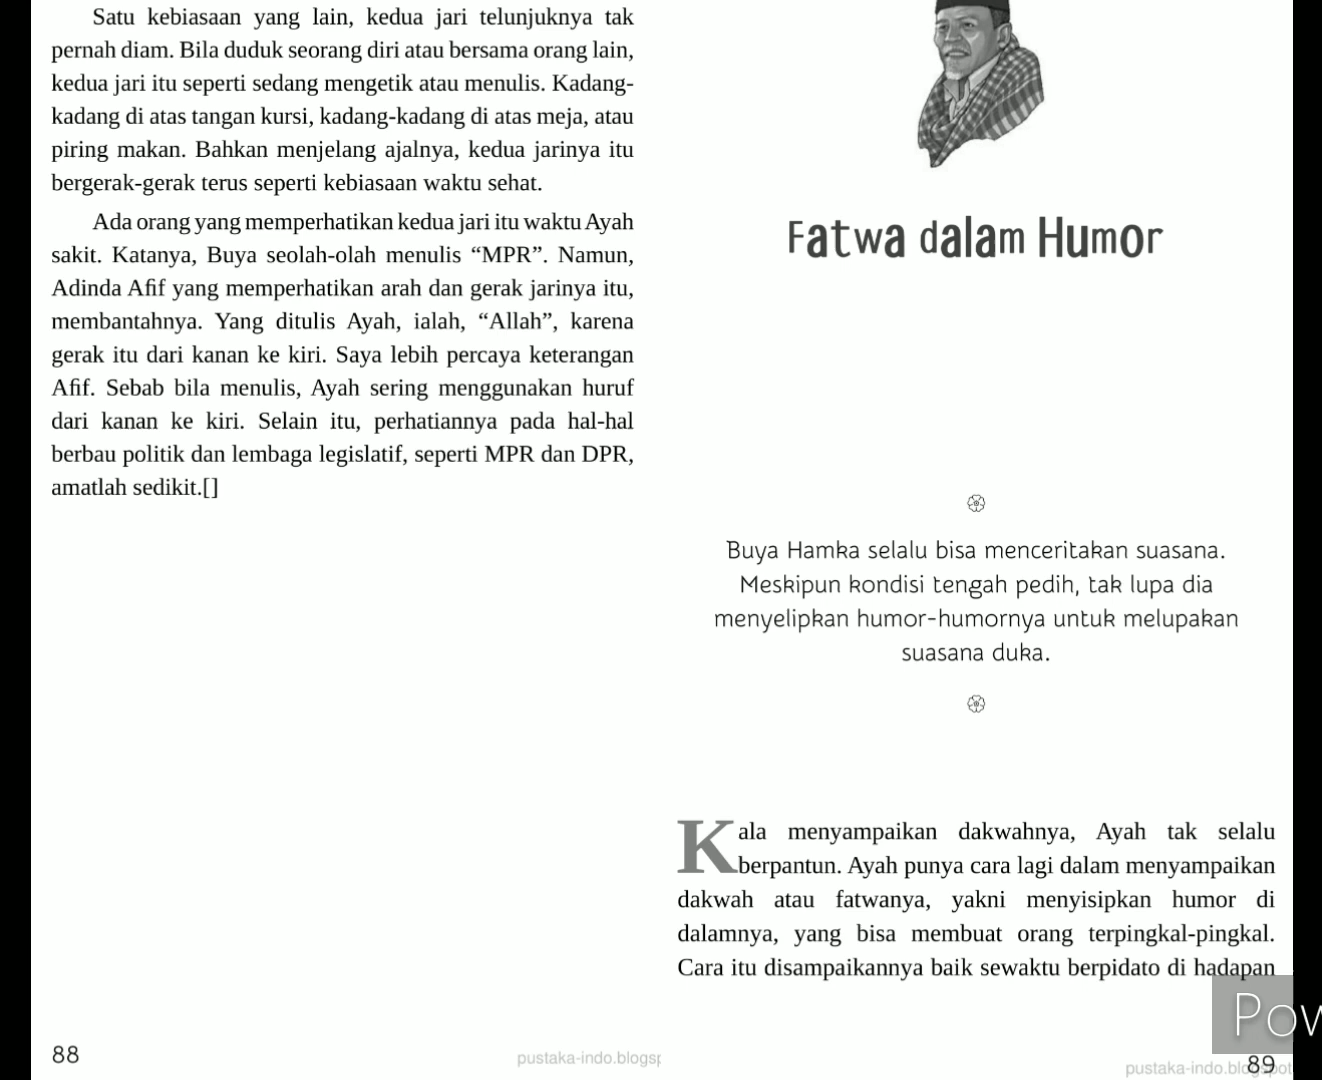 Satu kebiasaan yang lain, kedua jari telunjuknya tak
pernah diam. Bila duduk seorang diri atau bersama orang lain,
kedua jari itu seperti sedang mengetik atau menulis. Kadang-
kadang di atas tangan kursi, kadang-kadang di atas meja, atau
piring makan. Bahkan menjelang ajalnya, kedua jarinya itu
bergerak-gerak terus seperti kebiasaan waktu sehat.
Ada orang yang memperhatikan kedua jari itu waktu Ayah
sakit. Katanya, Buya seolah-olah menulis “MPR”. Namun,
Adinda Afif yang memperhatikan arah dan gerak jarinya itu,
membantahnya. Yang ditulis Ayah, ialah, “Allah”, karena
gerak itu dari kanan ke kiri. Saya lebih percaya keterangan
Afif. Sebab bila menulis, Ayah sering menggunakan huruf
dari kanan ke kiri. Selain itu, perhatiannya pada hal-hal
berbau politik dan lembaga legislatif, seperti MPR dan DPR,
amatlah sedikit.[]
88
pustaka-indo.blogsp
Fatwa dalam Humor
Buya Hamka selalu bisa menceritakan suasana.
Meskipun kondisi tengah pedih, tak lupa dia
menyelipkan humor-humornya untuk melupakan
suasana duka.
Kala menyampaikan dakwahnya, Ayah tak selalu
berpantun. Ayah punya cara lagi dalam menyampaikan
dakwah atau fatwanya, yakni menyisipkan humor di
dalamnya, yang bisa membuat orang terpingkal-pingkal.
Cara itu disampaikannya baik sewaktu berpidato di hadapan
Pow
89
pustaka-indo.blogspot